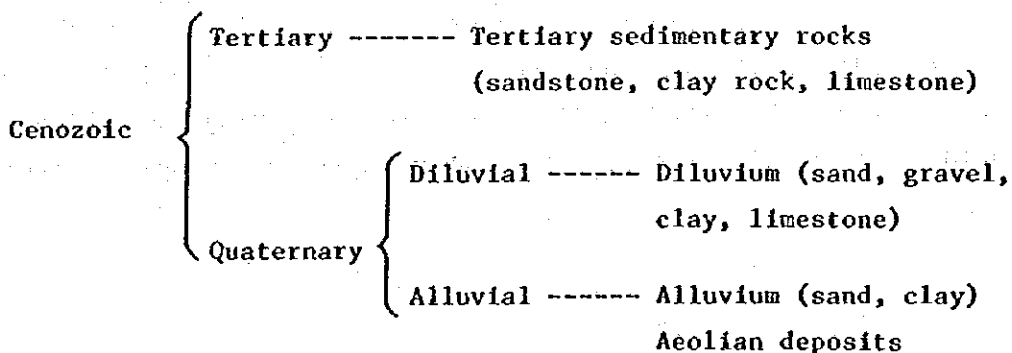 Tertiary ------- Tertiary sedimentary rocks
(sandstone, clay rock, limestone)
Cenozoic
Diluvial ------ Diluvium (sand, gravel,
clay, limestone)
Quaternary
Alluvial ------ Alluvium (sand, clay)
Aeolian deposits